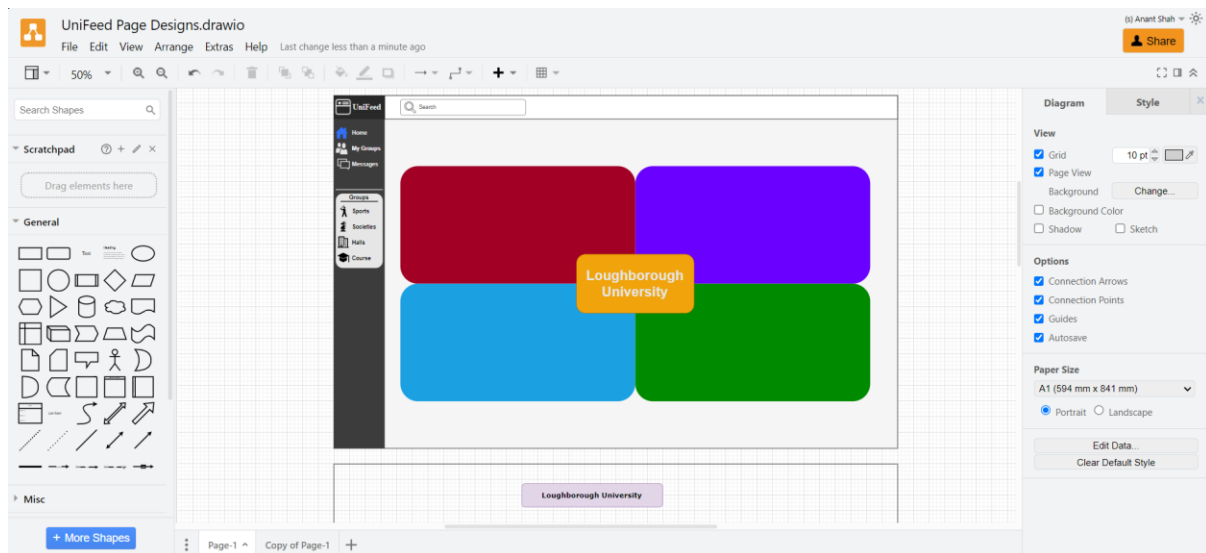 UniFeed Page Designs.drawio
(s) Anant Shah
File Edit View Arrange Extras Help Last change less than a minute ago
Share
50%
Search Shapes
Scratchpad
Drag elements here
General
Text
Heading
List Item
Misc
+ More Shapes
UniFeed
Search
Home
My Groups
Messages
Groups
Sports
Societies
Halls
Course
Loughborough
University
Loughborough University
Page-1 Copy of Page-1
Diagram Style
View
Grid 10 pt
Page View
Background Change...
Background Color
Shadow Sketch
Options
Connection Arrows
Connection Points
Guides
Autosave
Paper Size
A1 (594 mm x 841 mm)
Portrait Landscape
Edit Data...
Clear Default Style